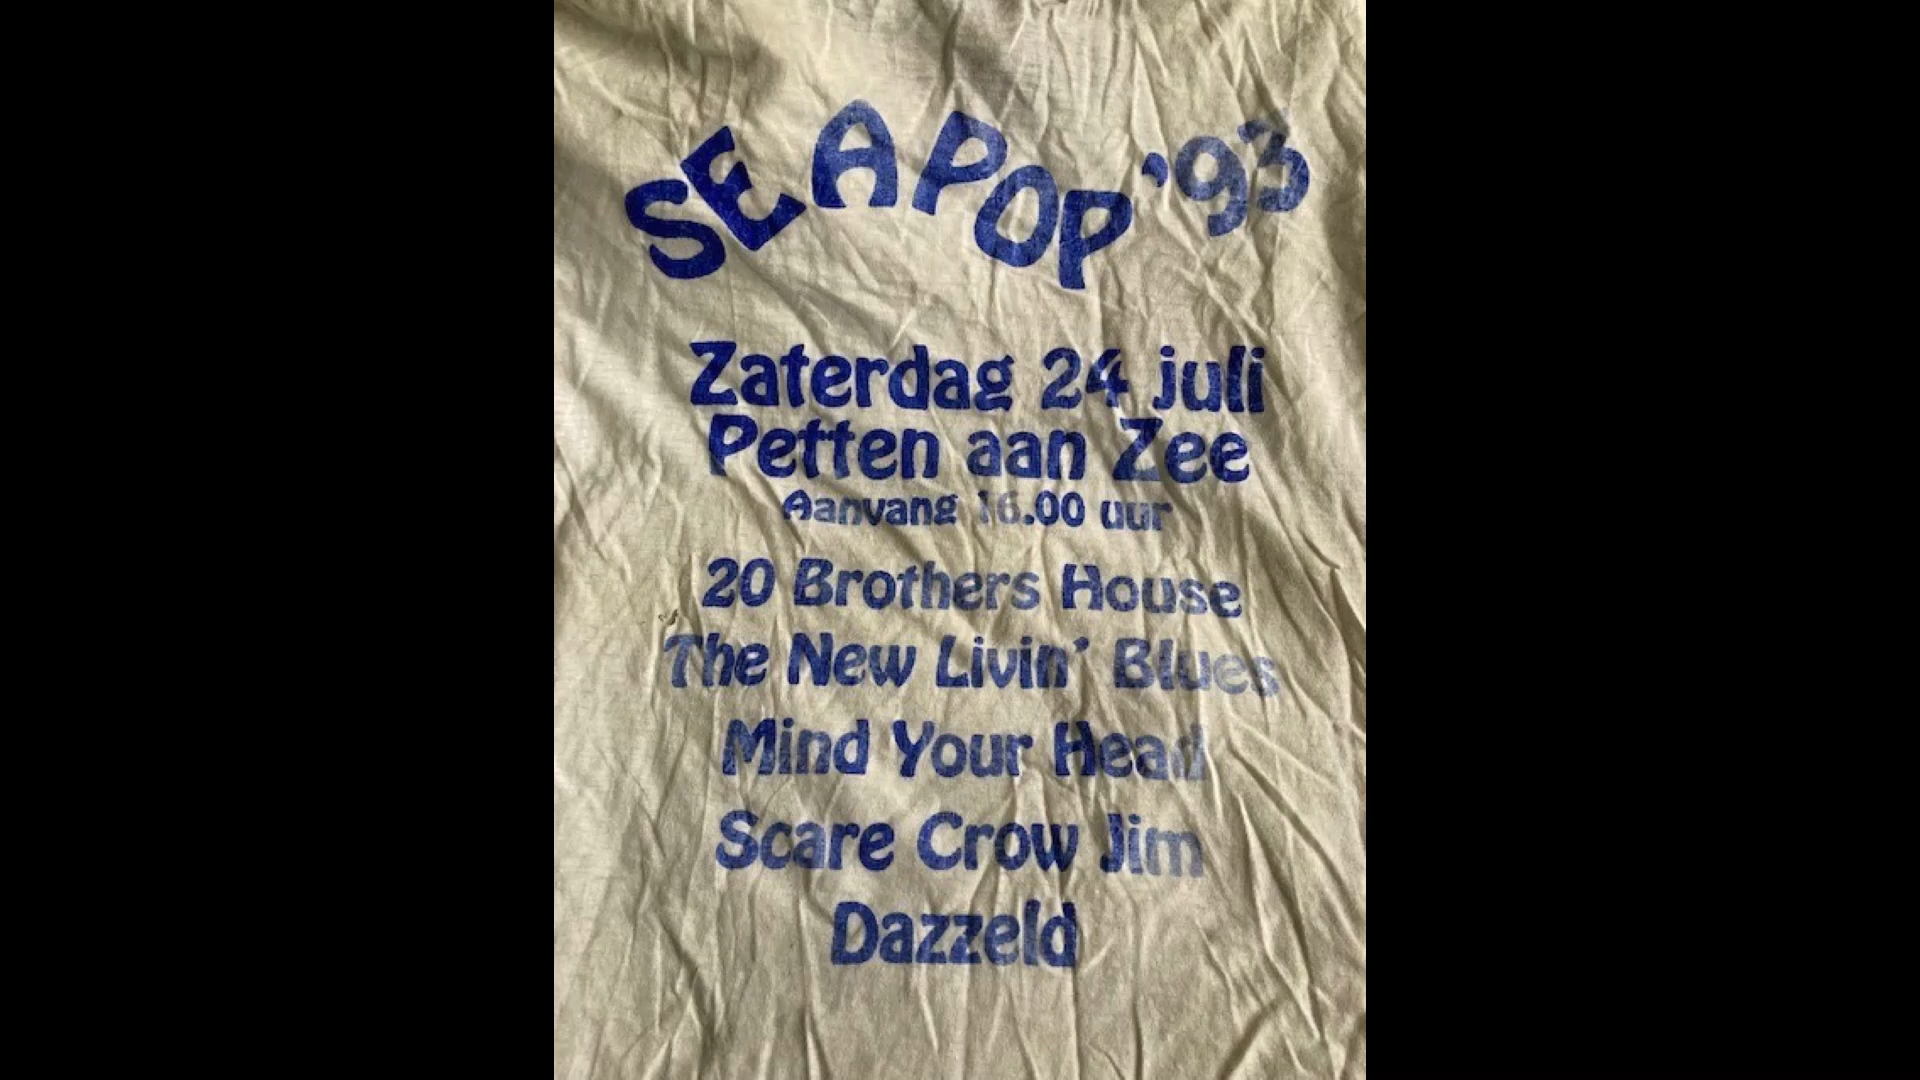 SEAPOP '93
Zaterdag 24 juli
Petten aan Zee
Aanvang 16.00 uur
20 Brothers House
The New Livin' Blues
Mind Your Head
Scare Crow Jim
Dazzeld